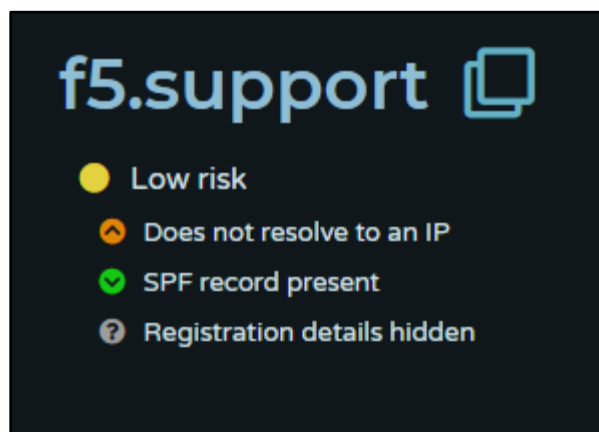 f5.support
Low risk
Does not resolve to an IP
SPF record present
Registration details hidden